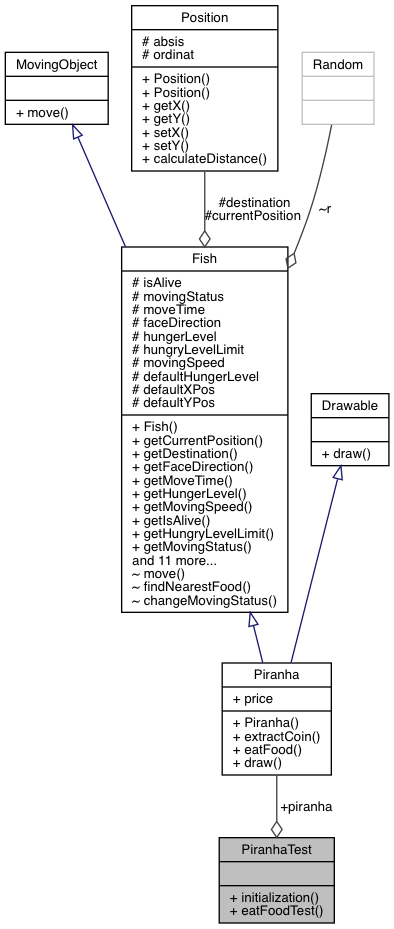 Position
# absis
# ordinat
+ Position()
+ Position()
+ getX()
+ getY()
+ setX()
+ setY()
+ calculateDistance()
MovingObject
+ move()
Random
#destination
#currentPosition
~r
Fish
# isAlive
# movingStatus
# moveTime
# faceDirection
# hungerLevel
# hungryLevelLimit
# movingSpeed
# defaultHungerLevel
# defaultXPos
# defaultYPos
+ Fish()
+ getCurrentPosition()
+ getDestination()
+ getFaceDirection()
+ getMoveTime()
+ getHungerLevel()
+ getMovingSpeed()
+ getIsAlive()
+ getHungryLevelLimit()
+ getMovingStatus()
and 11 more...
~ move()
~ findNearestFood()
~ changeMovingStatus()
Drawable
+ draw()
Piranha
+ price
+ Piranha()
+ extractCoin()
+ eatFood()
+ draw()
+piranha
PiranhaTest
+ initialization()
+ eatFoodTest()